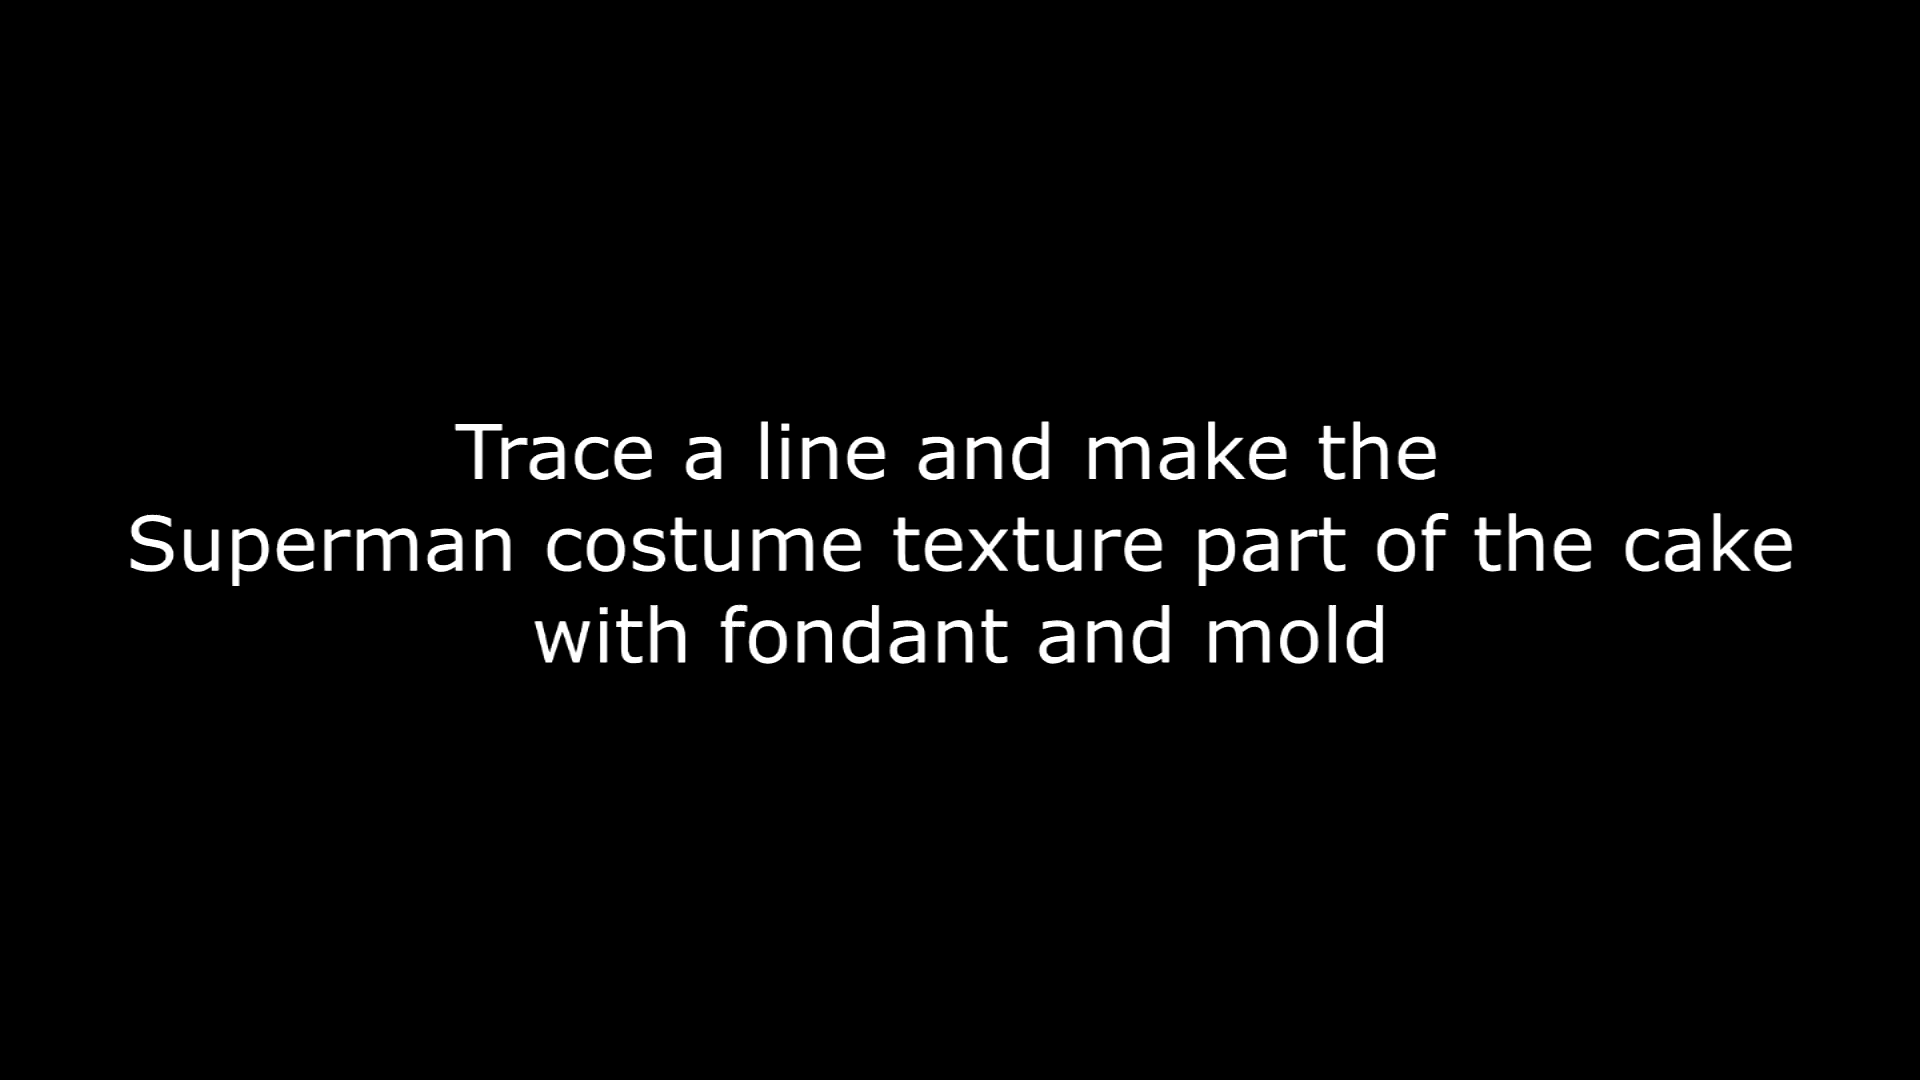 Trace a line and make the
Superman costume texture part of the cake
with fondant and mold